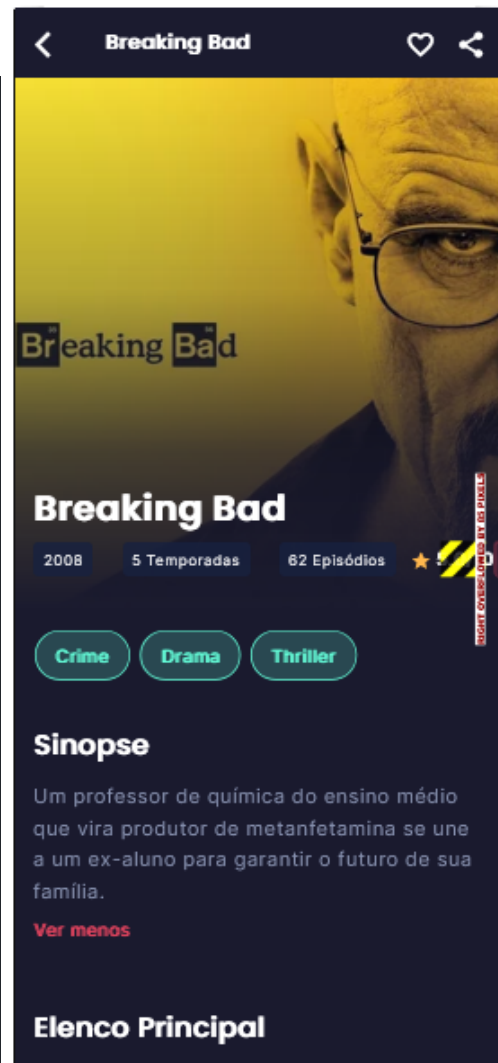 Breaking Bad
Breaking Bad
Breaking Bad
2008 5 Temporadas 62 Episódios
RIGHT OVERFLOWED BY 85 PIXELS
Crime Drama Thriller
Sinopse
Um professor de química do ensino médio
que vira produtor de metanfetamina se une
a um ex-aluno para garantir o futuro de sua
família.
Ver menos
Elenco Principal